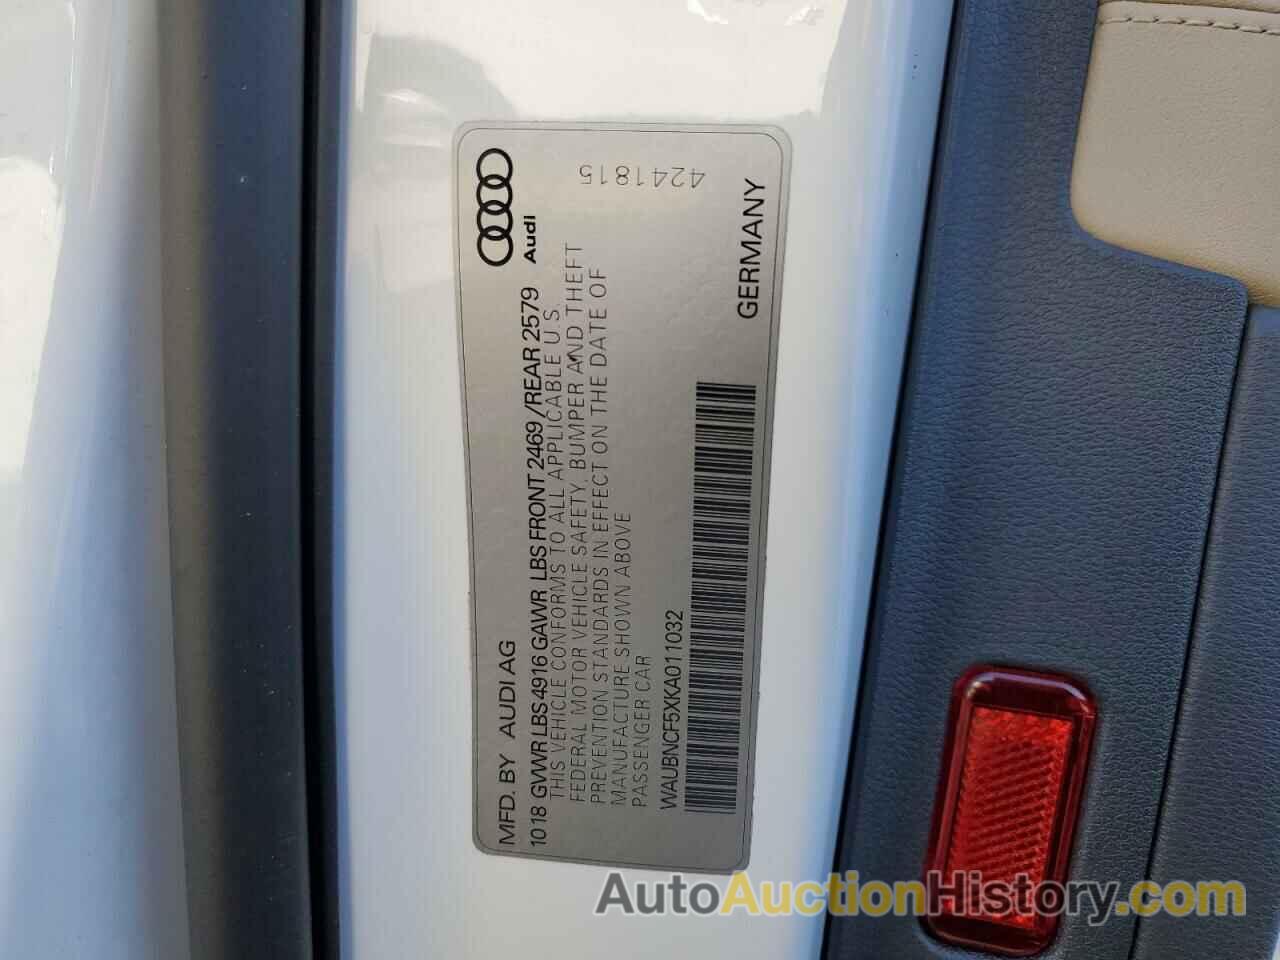 MFD. BY AUDI AG
Audi
1018 GVWR LBS 4916 GAWR LBS FRONT 2469 /REAR 2579
THIS VEHICLE CONFORMS TO ALL APPLICABLE U.S.
FEDERAL MOTOR VEHICLE SAFETY, BUMPER AND THEFT
PREVENTION STANDARDS IN EFFECT ON THE DATE OF
MANUFACTURE SHOWN ABOVE
PASSENGER CAR
4241815
WAUBNCF5XKA011032
GERMANY
AutoAuctionHistory.com